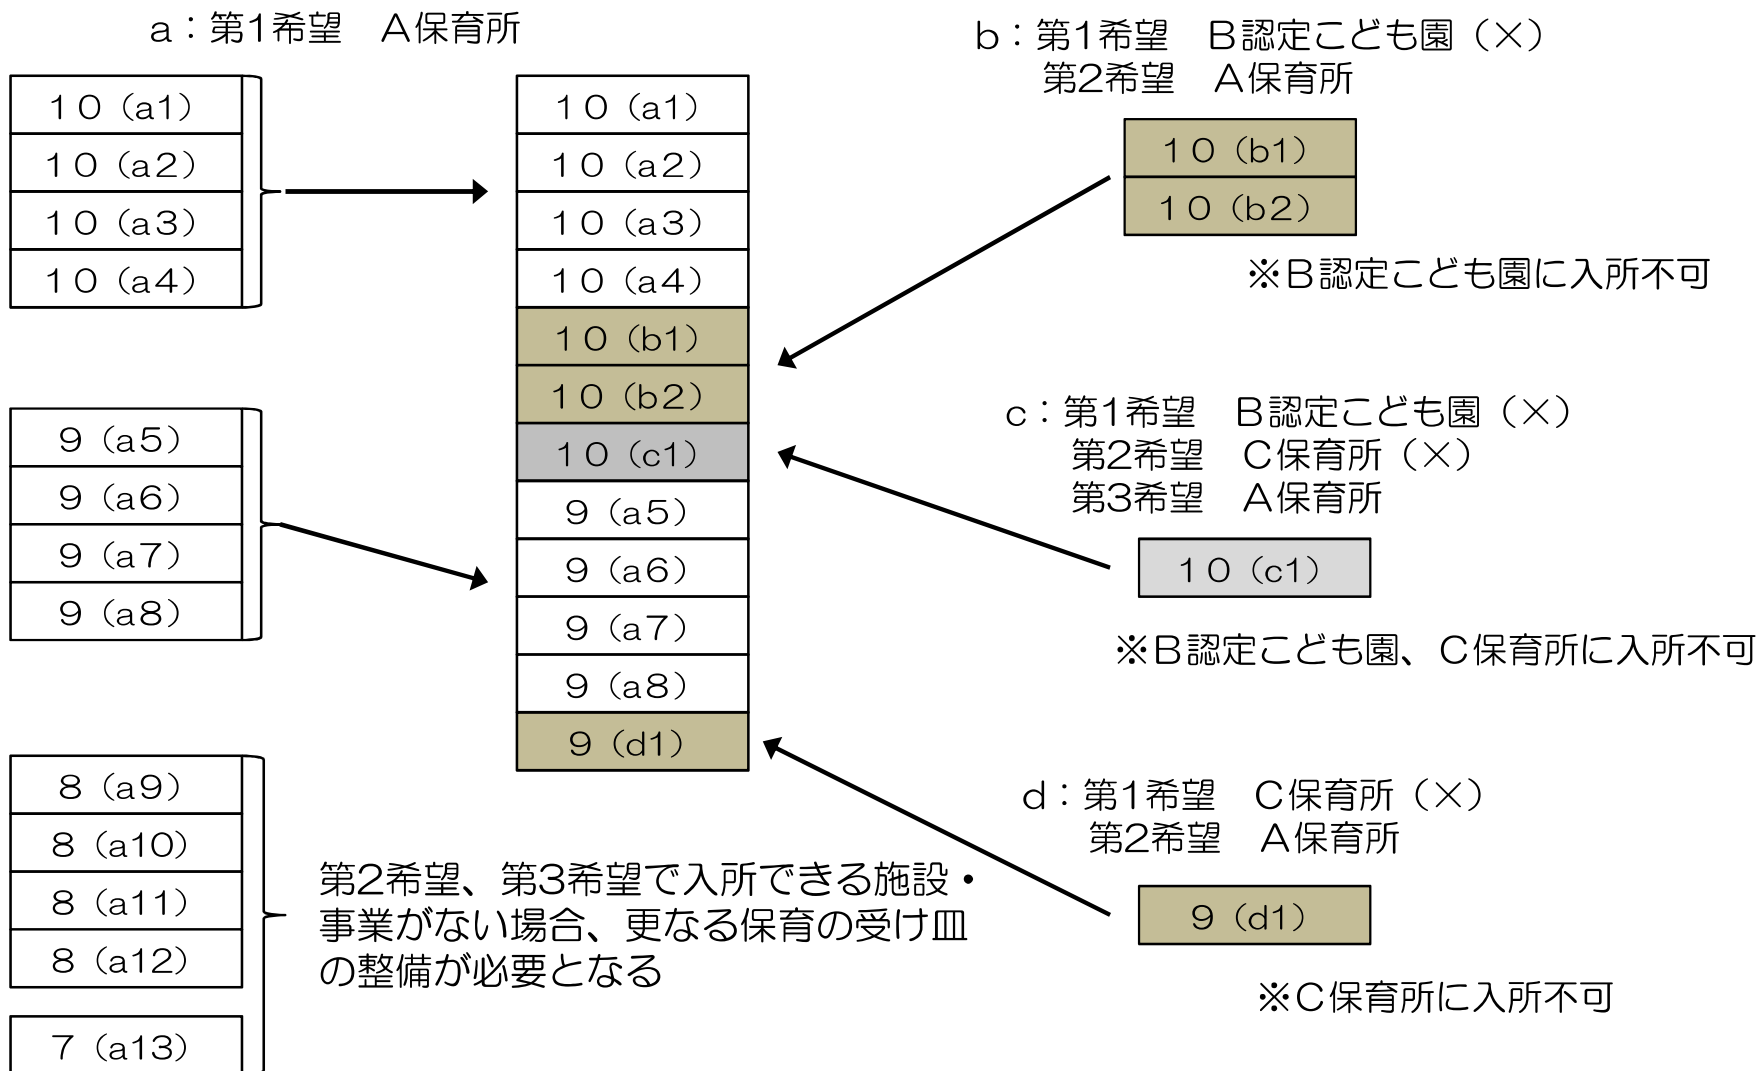 a：第1希望　A保育所
10（a1）
10（a2）
10（a3）
10（a4）
9（a5）
9（a6）
9（a7）
9（a8）
8（a9）
8（a10）
8（a11）
8（a12）
7（a13）
10（a1）
10（a2）
10（a3）
10（a4）
10（b1）
10（b2）
10（c1）
9（a5）
9（a6）
9（a7）
9（a8）
9（d1）
第2希望、第3希望で入所できる施設・
事業がない場合、更なる保育の受け皿
の整備が必要となる
b：第1希望　B認定こども園（×）
第2希望　A保育所
10（b1）
10（b2）
※B認定こども園に入所不可
c：第1希望　B認定こども園（×）
第2希望　C保育所（×）
第3希望　A保育所
10（c1）
※B認定こども園、C保育所に入所不可
d：第1希望　C保育所（×）
第2希望　A保育所
9（d1）
※C保育所に入所不可